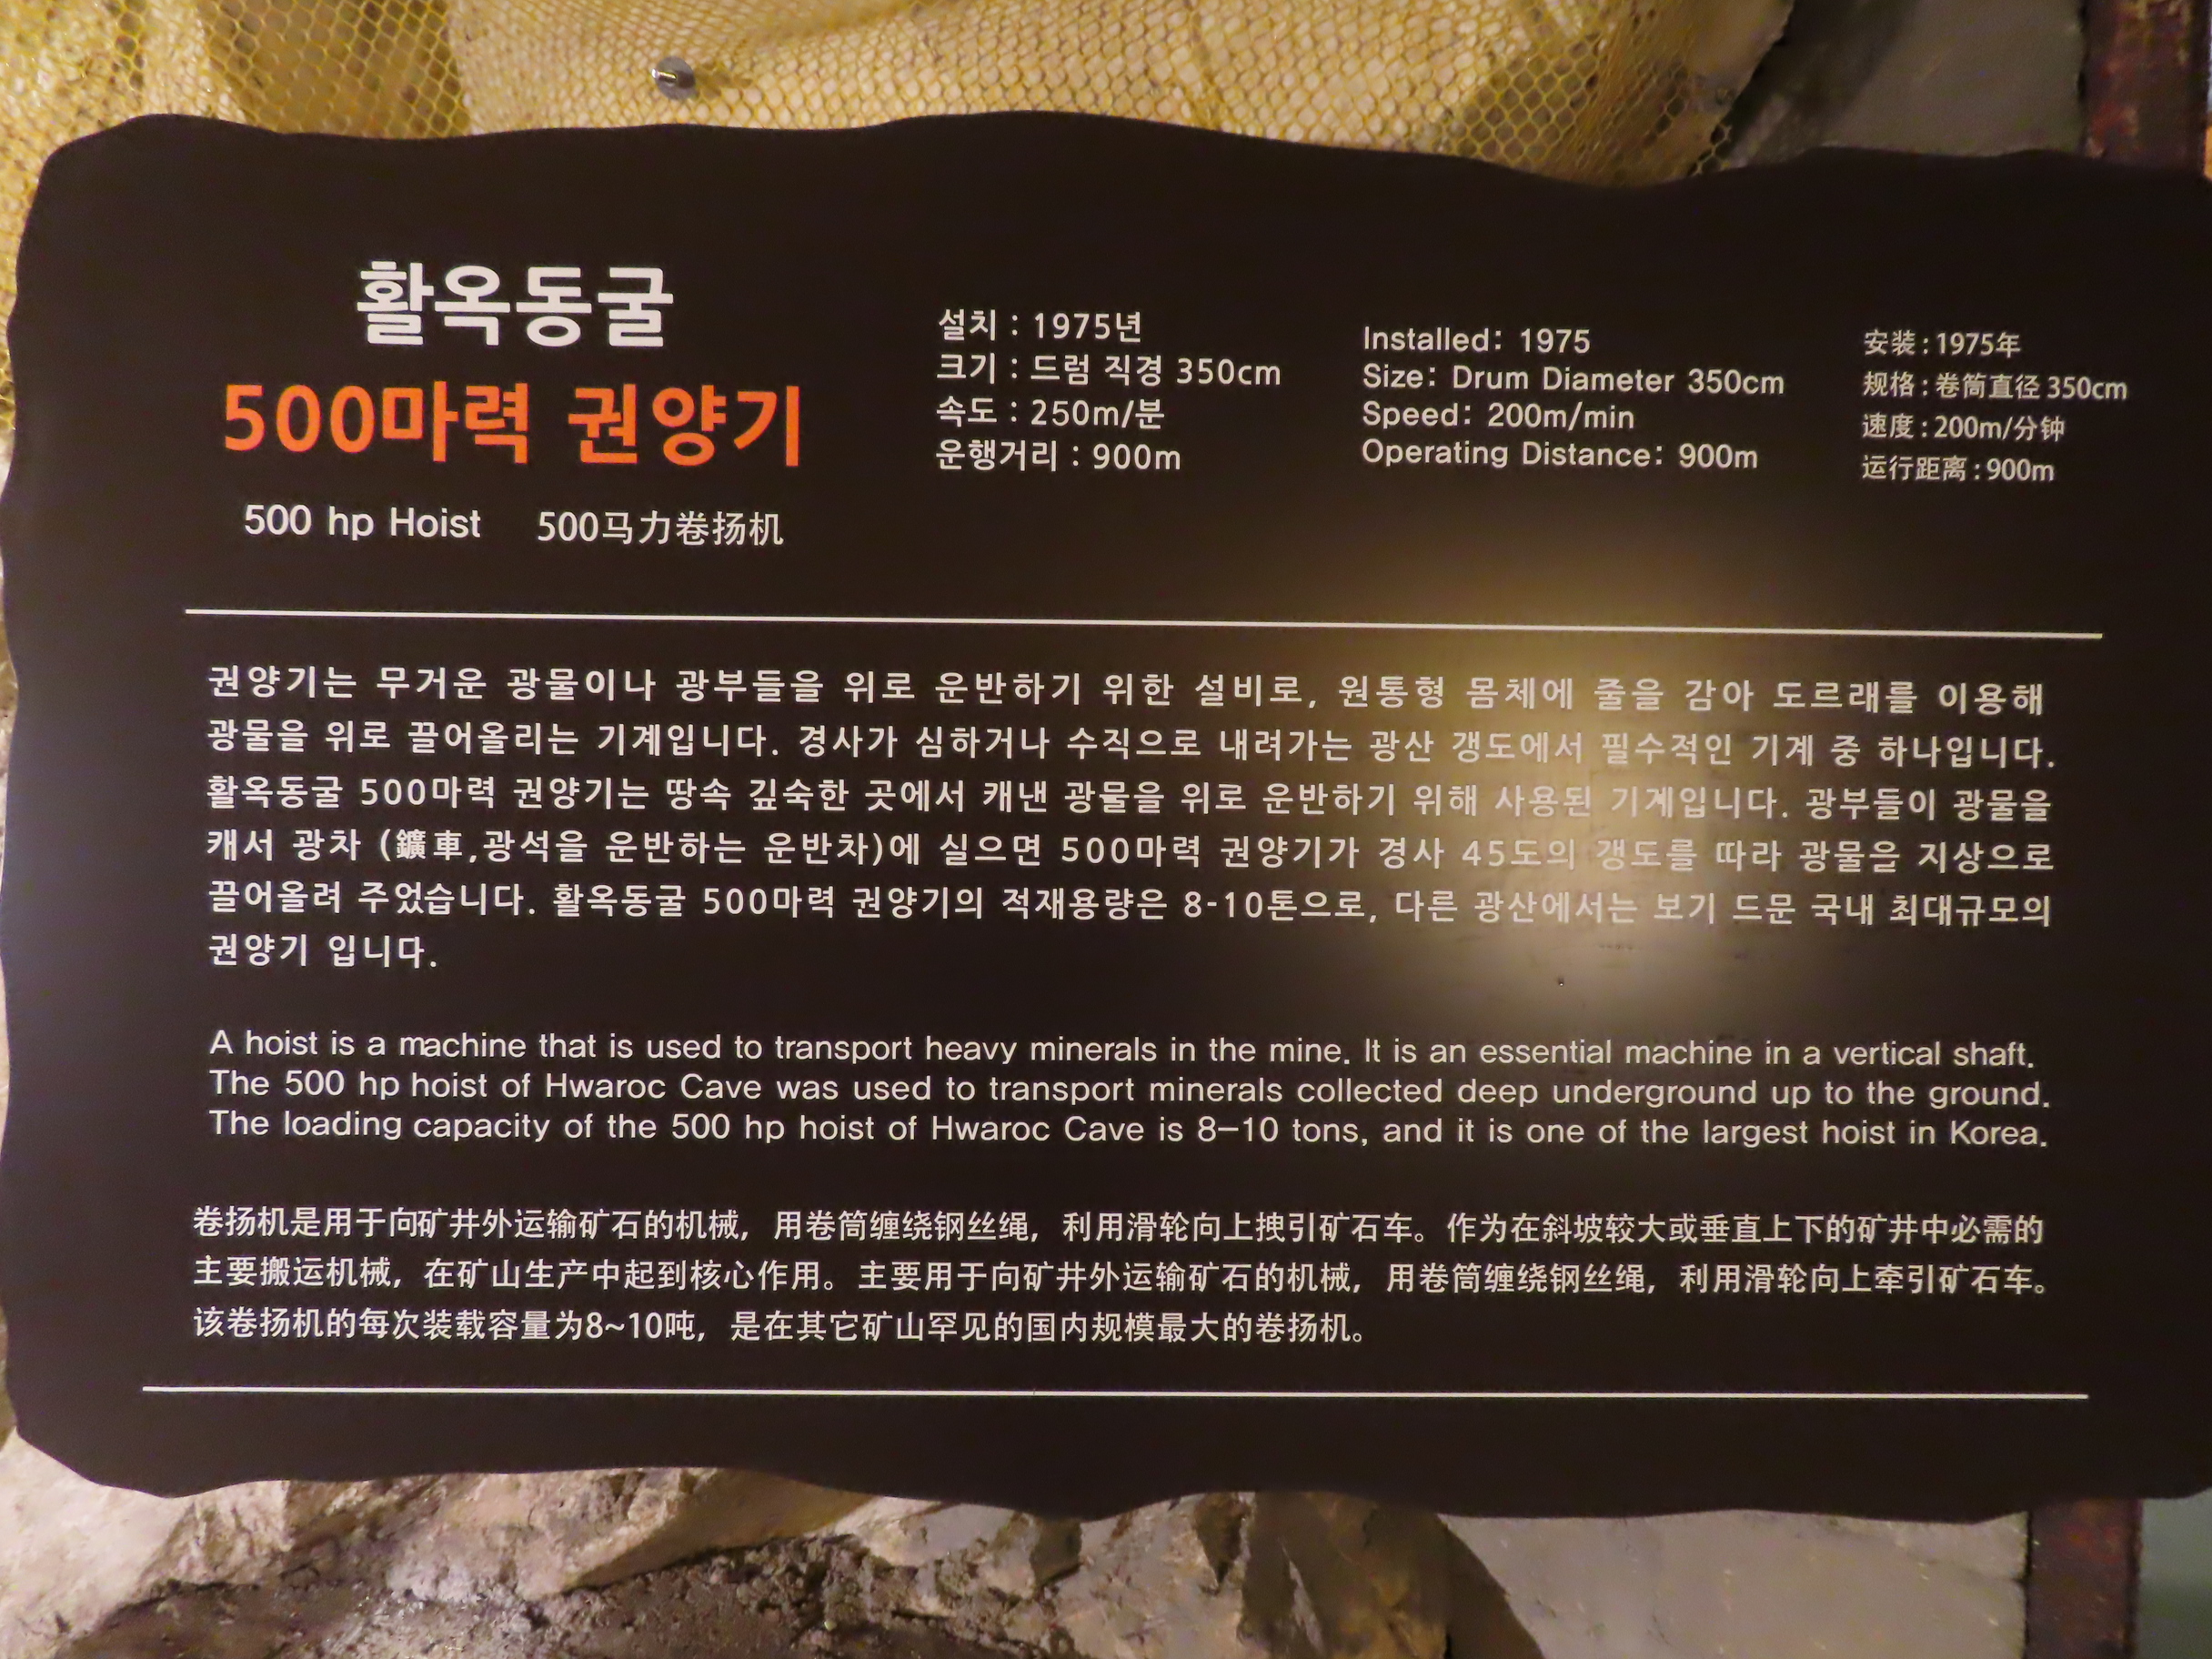 활옥동굴
500마력 권양기
500 hp Hoist 500马力卷扬机
설치 : 1975년
크기 : 드럼 직경 350cm
속도 : 250m/분
운행거리 : 900m
Installed: 1975
Size: Drum Diameter 350cm
Speed: 200m/min
Operating Distance: 900m
安装 : 1975年
规格 : 卷筒直径 350cm
速度 : 200m/分钟
运行距离 : 900m
권양기는 무거운 광물이나 광부들을 위로 운반하기 위한 설비로, 원통형 몸체에 줄을 감아 도르래를 이용해
광물을 위로 끌어올리는 기계입니다. 경사가 심하거나 수직으로 내려가는 광산 갱도에서 필수적인 기계 중 하나입니다.
활옥동굴 500마력 권양기는 땅속 깊숙한 곳에서 캐낸 광물을 위로 운반하기 위해 사용된 기계입니다. 광부들이 광물을
캐서 광차 (鑛車,광석을 운반하는 운반차)에 실으면 500마력 권양기가 경사 45도의 갱도를 따라 광물을 지상으로
끌어올려 주었습니다. 활옥동굴 500마력 권양기의 적재용량은 8-10톤으로, 다른 광산에서는 보기 드문 국내 최대규모의
권양기 입니다.
A hoist is a machine that is used to transport heavy minerals in the mine. It is an essential machine in a vertical shaft.
The 500 hp hoist of Hwaroc Cave was used to transport minerals collected deep underground up to the ground.
The loading capacity of the 500 hp hoist of Hwaroc Cave is 8–10 tons, and it is one of the largest hoist in Korea.
卷扬机是用于向矿井外运输矿石的机械，用卷筒缠绕钢丝绳，利用滑轮向上拽引矿石车。作为在斜坡较大或垂直上下的矿井中必需的
主要搬运机械，在矿山生产中起到核心作用。主要用于向矿井外运输矿石的机械，用卷筒缠绕钢丝绳，利用滑轮向上牵引矿石车。
该卷扬机的每次装载容量为8~10吨，是在其它矿山罕见的国内规模最大的卷扬机。